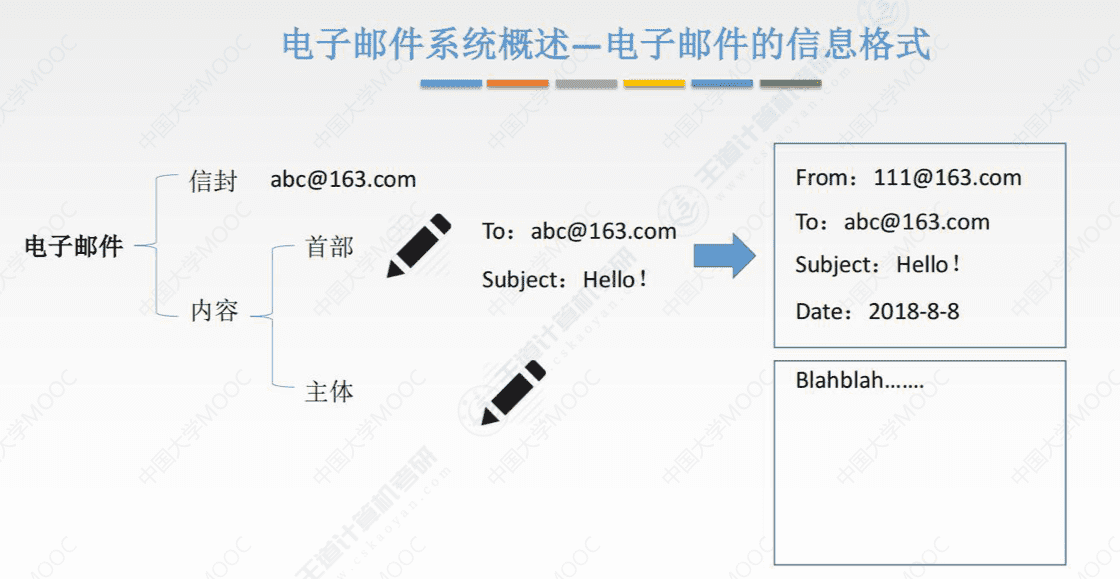 电子邮件系统概述—电子邮件的信息格式
电子邮件
信封
abc@163.com
内容
首部
To：abc@163.com
Subject：Hello！
主体
From：111@163.com
To：abc@163.com
Subject：Hello！
Date：2018-8-8
Blahblah.......
中国大学MOOC
王道计算机考研
www.cskaoyan.com